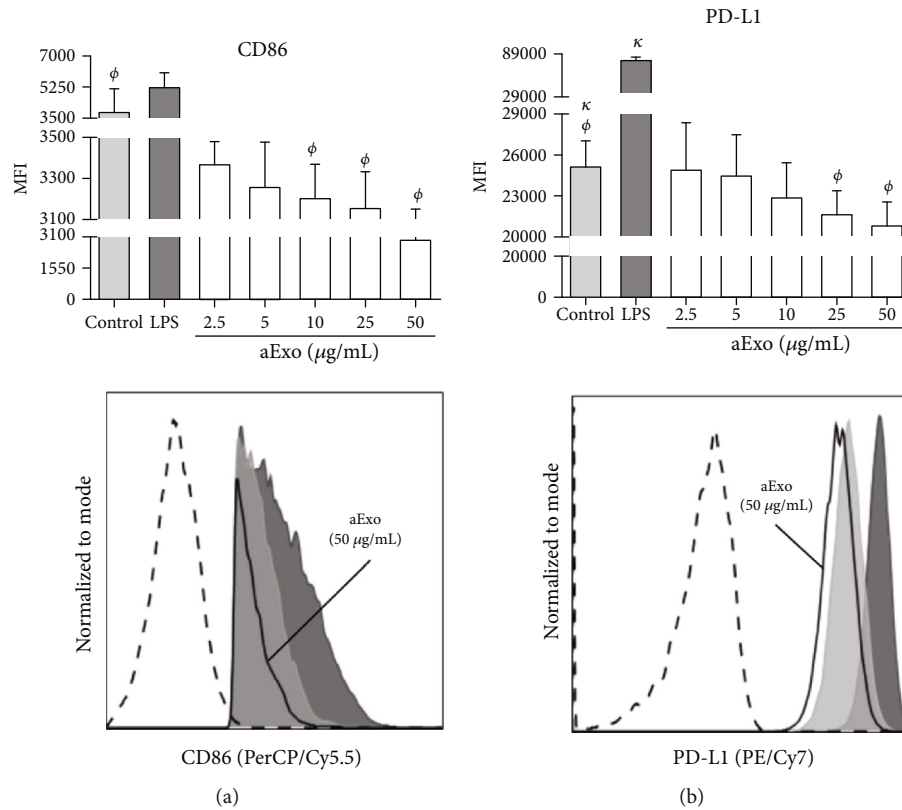 CD86
7000
5250
3500
3500
3300
3100
3100
1550
0
MFI
ϕ
ϕ
ϕ
ϕ
Control LPS 2.5 5 10 25 50
aExo (μg/mL)
PD-L1
89000
29000
29000
26000
23000
20000
20000
0
MFI
κ
κ
ϕ
ϕ
ϕ
Control LPS 2.5 5 10 25 50
aExo (μg/mL)
Normalized to mode
aExo
(50 μg/mL)
CD86 (PerCP/Cy5.5)
(a)
Normalized to mode
aExo
(50 μg/mL)
PD-L1 (PE/Cy7)
(b)